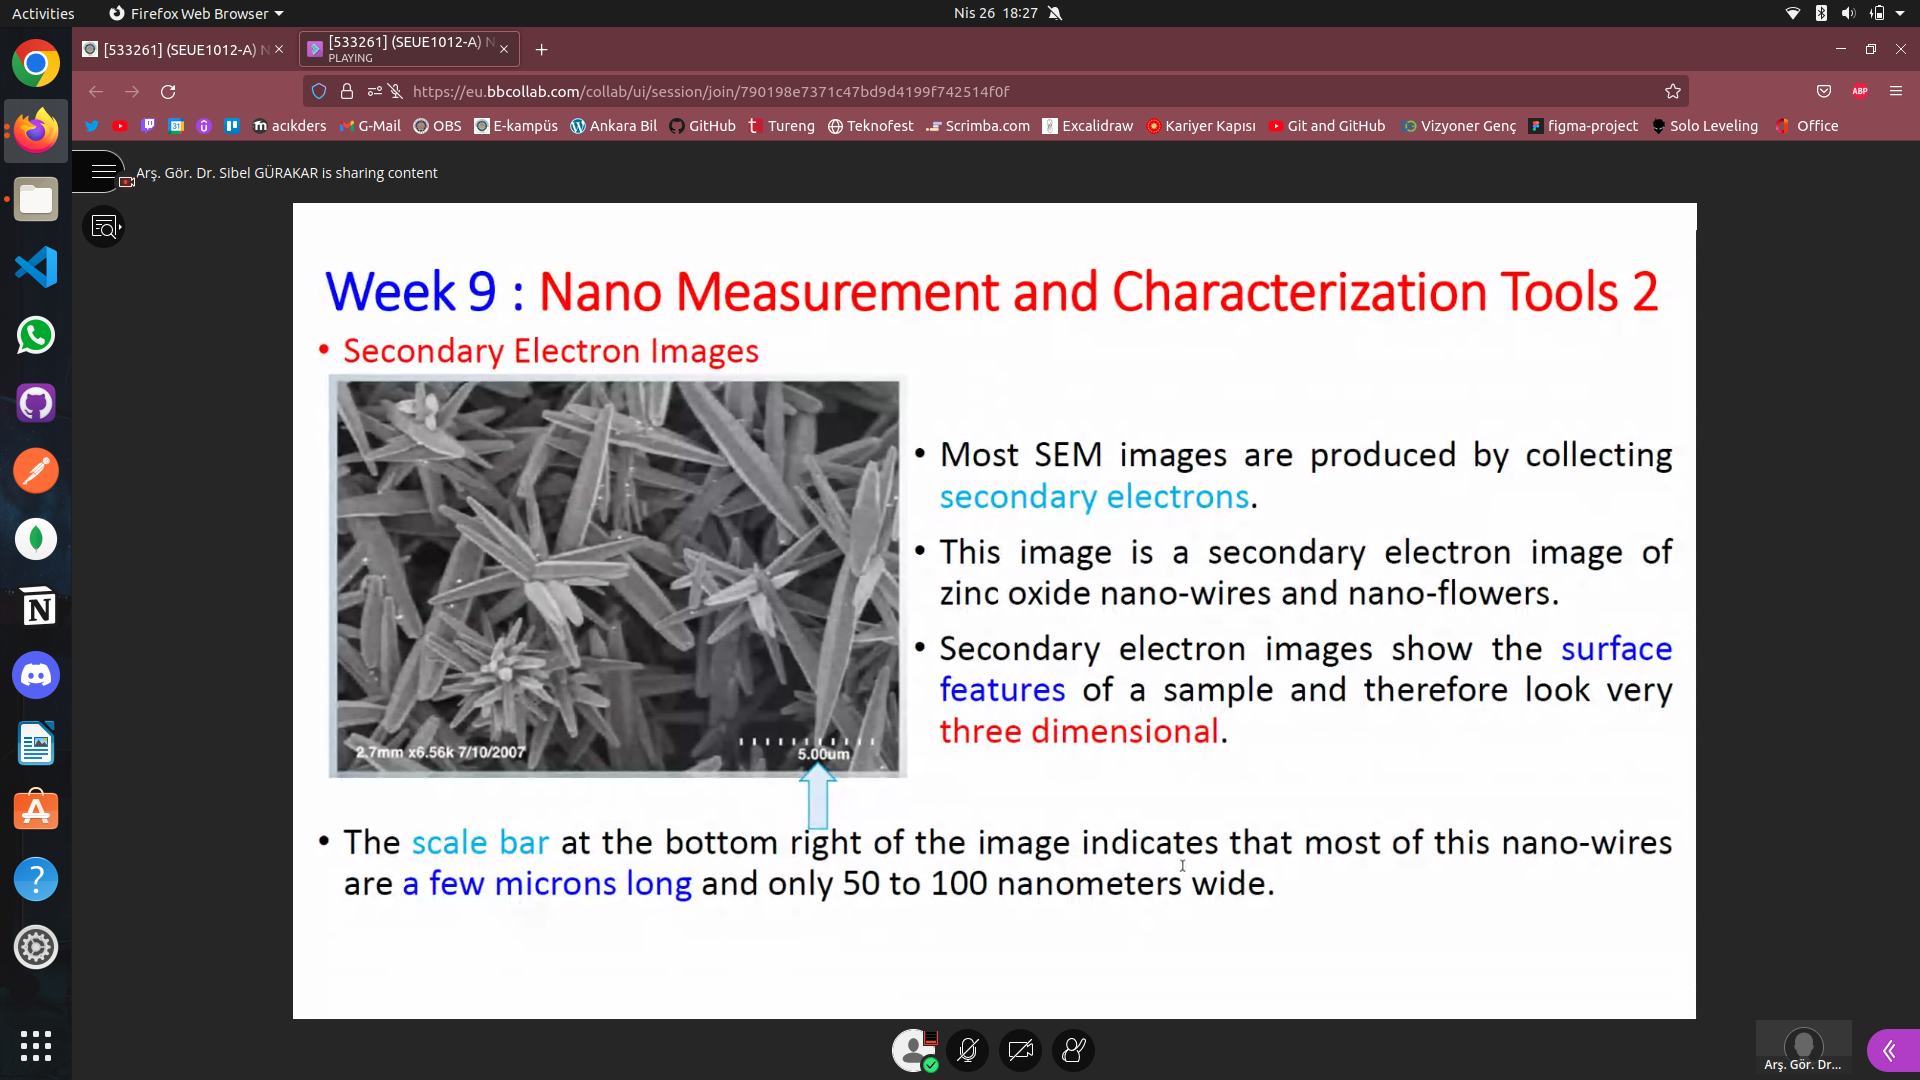 Activities
Firefox Web Browser
Nis 26 18:27
[533261] (SEUE1012-A) N
[533261] (SEUE1012-A) N
PLAYING
https://eu.bbcollab.com/collab/ui/session/join/790198e7371c47bd9d4199f742514f0f
ABP
31
acıkders
G-Mail
OBS
E-kampüs
Ankara Bil
GitHub
Tureng
Teknofest
Scrimba.com
Excalidraw
Kariyer Kapısı
Git and GitHub
Vizyoner Genç
figma-project
Solo Leveling
Office
Arş. Gör. Dr. Sibel GÜRAKAR is sharing content
Week 9 : Nano Measurement and Characterization Tools 2
• Secondary Electron Images
2.7mm x6.56k 7/10/2007
5.00um
• Most SEM images are produced by collecting
secondary electrons.
• This image is a secondary electron image of
zinc oxide nano-wires and nano-flowers.
• Secondary electron images show the surface
features of a sample and therefore look very
three dimensional.
• The scale bar at the bottom right of the image indicates that most of this nano-wires
are a few microns long and only 50 to 100 nanometers wide.
Arş. Gör. Dr...